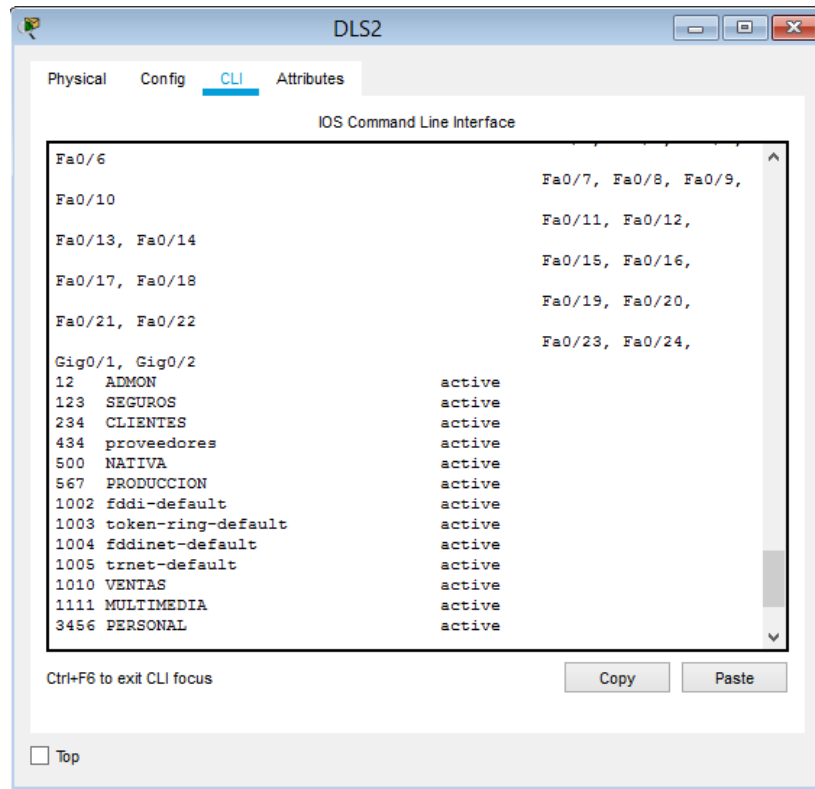 DLS2
Physical Config CLI Attributes
IOS Command Line Interface
Fa0/6
Fa0/7, Fa0/8, Fa0/9,
Fa0/10
Fa0/11, Fa0/12,
Fa0/13, Fa0/14
Fa0/15, Fa0/16,
Fa0/17, Fa0/18
Fa0/19, Fa0/20,
Fa0/21, Fa0/22
Fa0/23, Fa0/24,
Gig0/1, Gig0/2
12 ADMON active
123 SEGUROS active
234 CLIENTES active
434 proveedores active
500 NATIVA active
567 PRODUCCION active
1002 fddi-default active
1003 token-ring-default active
1004 fddinet-default active
1005 trnet-default active
1010 VENTAS active
1111 MULTIMEDIA active
3456 PERSONAL active
Ctrl+F6 to exit CLI focus
Copy Paste
Top